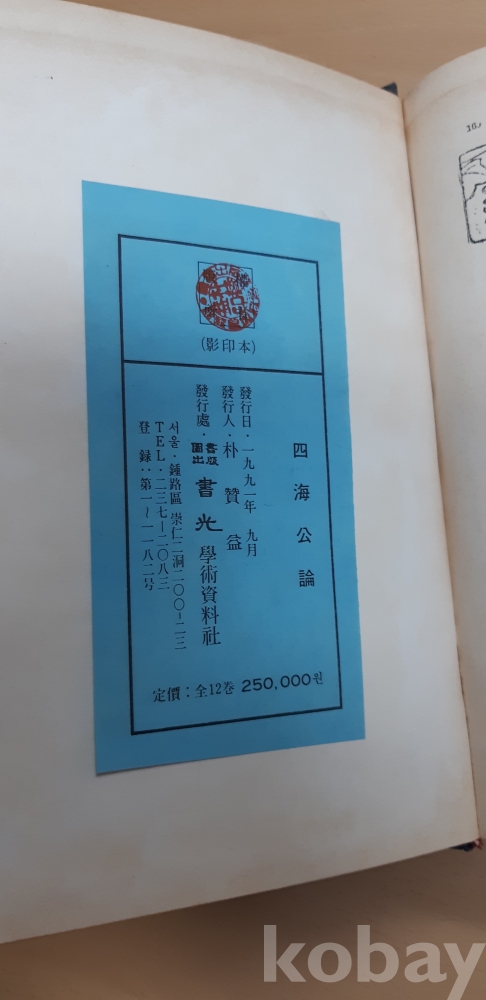 (影印本)
四海公論
發行日·一九九一年 九月
發行人·朴贊益
發行處·圖書出版 書光 學術資料社
서울·鍾路區 崇仁二洞二〇〇-二三
TEL·二三七-二〇八三
登録:第一-一一八二号
定價:全12巻 250,000원
kobay